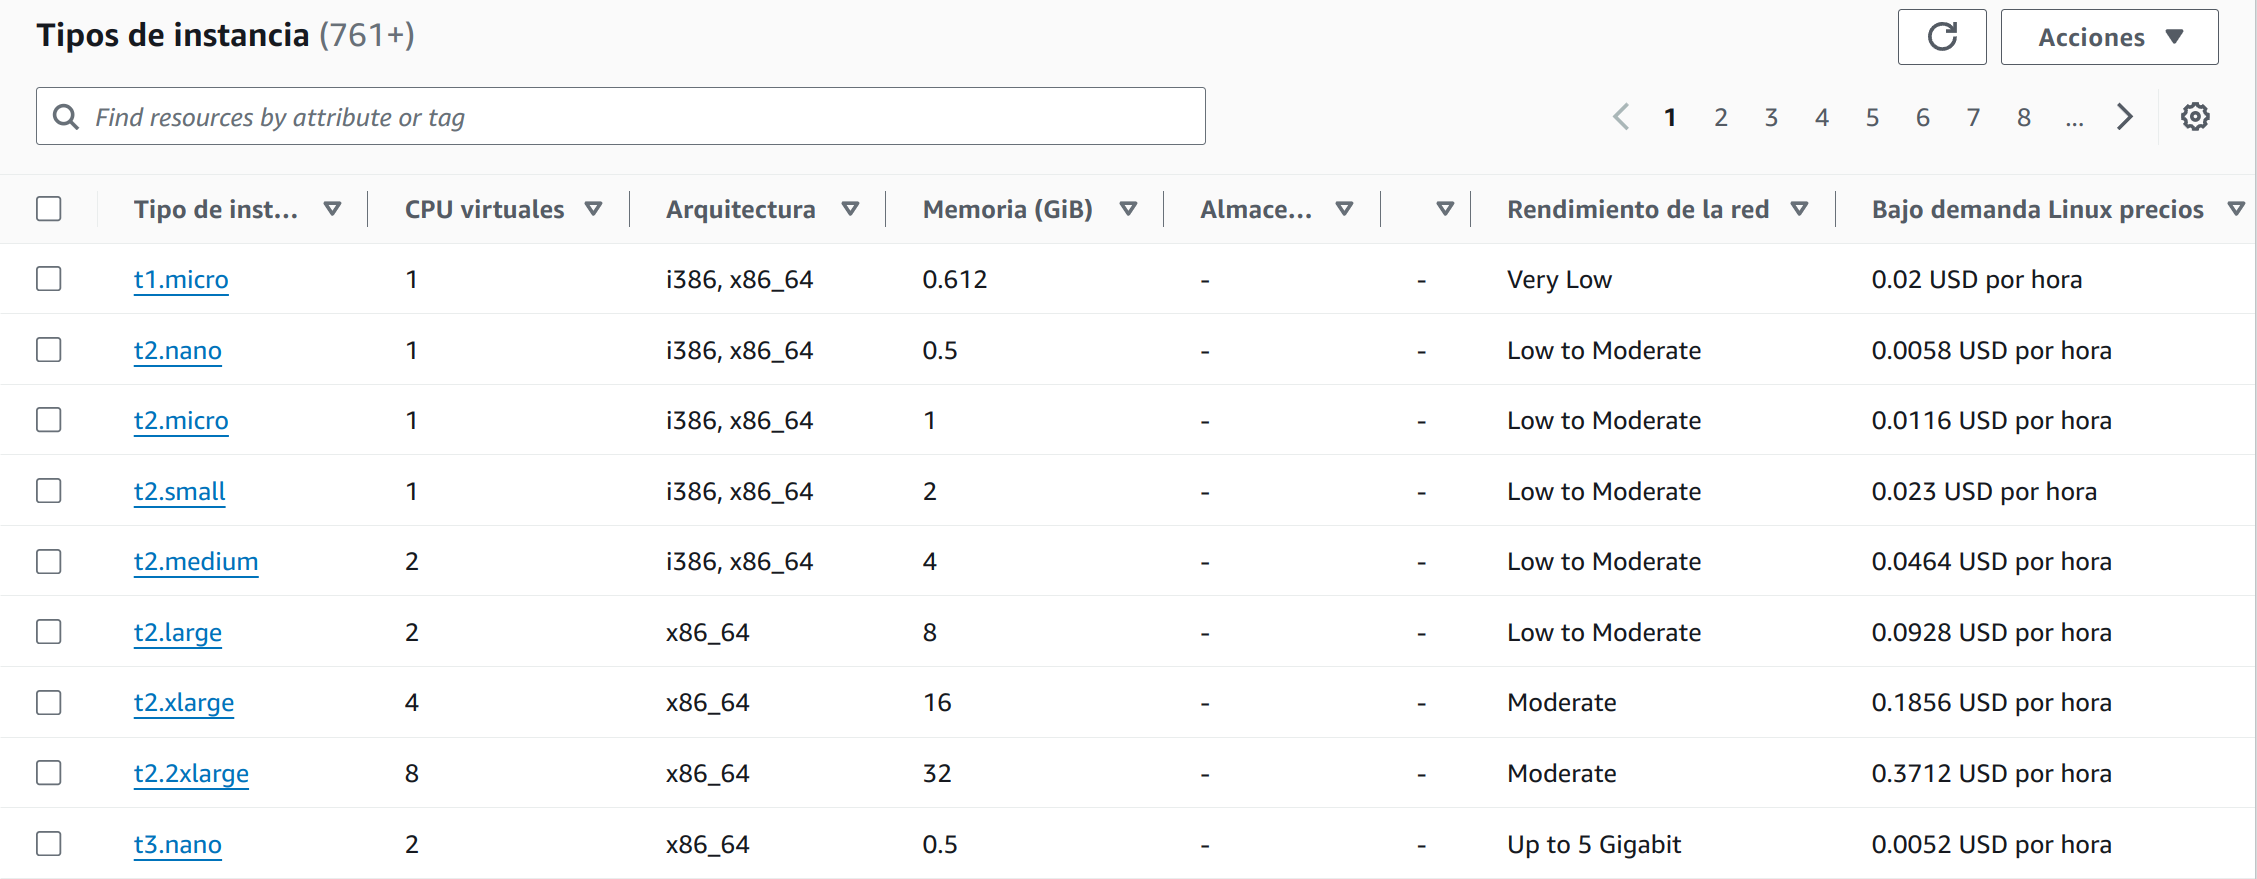 Tipos de instancia (761+)
Acciones
Find resources by attribute or tag
1 2 3 4 5 6 7 8 ...
Tipo de inst... CPU virtuales Arquitectura Memoria (GiB) Almace... Rendimiento de la red Bajo demanda Linux precios
t1.micro 1 i386, x86_64 0.612 - - Very Low 0.02 USD por hora
t2.nano 1 i386, x86_64 0.5 - - Low to Moderate 0.0058 USD por hora
t2.micro 1 i386, x86_64 1 - - Low to Moderate 0.0116 USD por hora
t2.small 1 i386, x86_64 2 - - Low to Moderate 0.023 USD por hora
t2.medium 2 i386, x86_64 4 - - Low to Moderate 0.0464 USD por hora
t2.large 2 x86_64 8 - - Low to Moderate 0.0928 USD por hora
t2.xlarge 4 x86_64 16 - - Moderate 0.1856 USD por hora
t2.2xlarge 8 x86_64 32 - - Moderate 0.3712 USD por hora
t3.nano 2 x86_64 0.5 - - Up to 5 Gigabit 0.0052 USD por hora